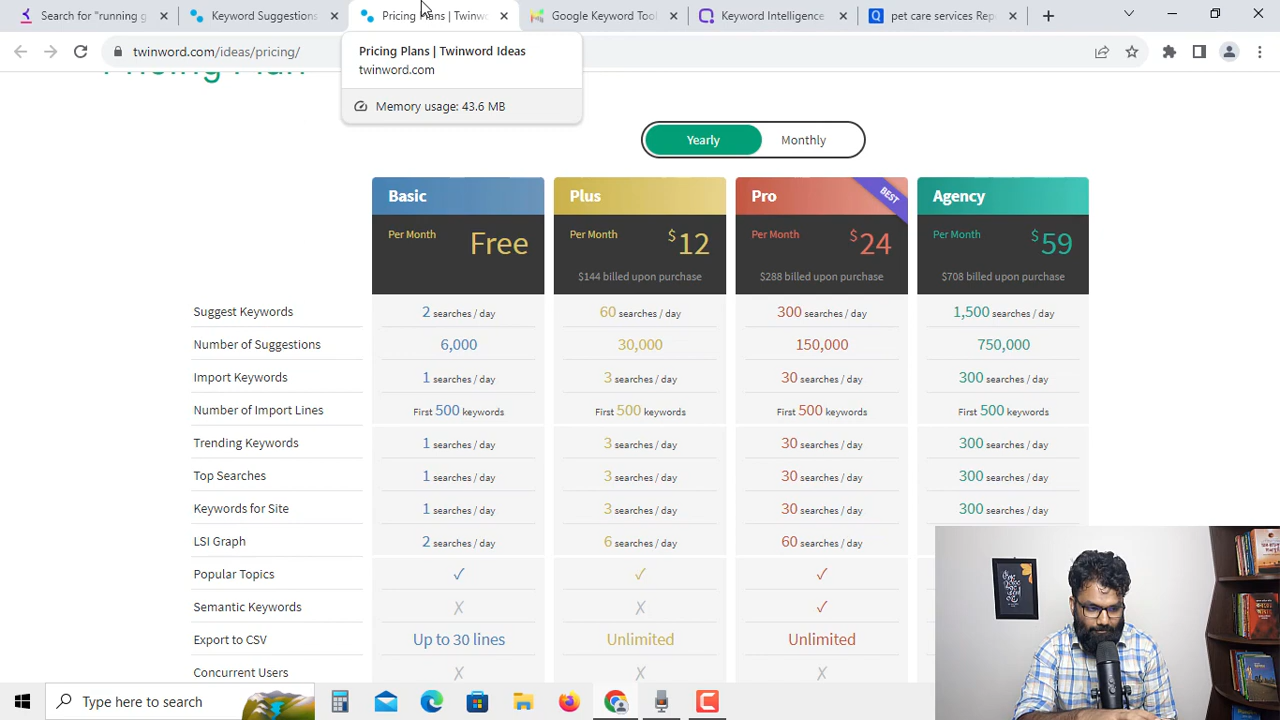 Search for "running g
Keyword Suggestions
Pricing Plans | Twinwo
Google Keyword Tool
Keyword Intelligence
pet care services Rep
twinword.com/ideas/pricing/
Pricing Plans | Twinword Ideas
twinword.com
Memory usage: 43.6 MB
Pricing Plan
Yearly Monthly
Basic Plus Pro BEST Agency
Per Month Free Per Month $12 Per Month $24 Per Month $59
$144 billed upon purchase $288 billed upon purchase $708 billed upon purchase
Suggest Keywords 2 searches / day 60 searches / day 300 searches / day 1,500 searches / day
Number of Suggestions 6,000 30,000 150,000 750,000
Import Keywords 1 searches / day 3 searches / day 30 searches / day 300 searches / day
Number of Import Lines First 500 keywords First 500 keywords First 500 keywords First 500 keywords
Trending Keywords 1 searches / day 3 searches / day 30 searches / day 300 searches / day
Top Searches 1 searches / day 3 searches / day 30 searches / day 300 searches / day
Keywords for Site 1 searches / day 3 searches / day 30 searches / day 300 searches / day
LSI Graph 2 searches / day 6 searches / day 60 searches / day
Popular Topics ✓ ✓ ✓
Semantic Keywords X X ✓
Export to CSV Up to 30 lines Unlimited Unlimited
Concurrent Users X X X
Type here to search